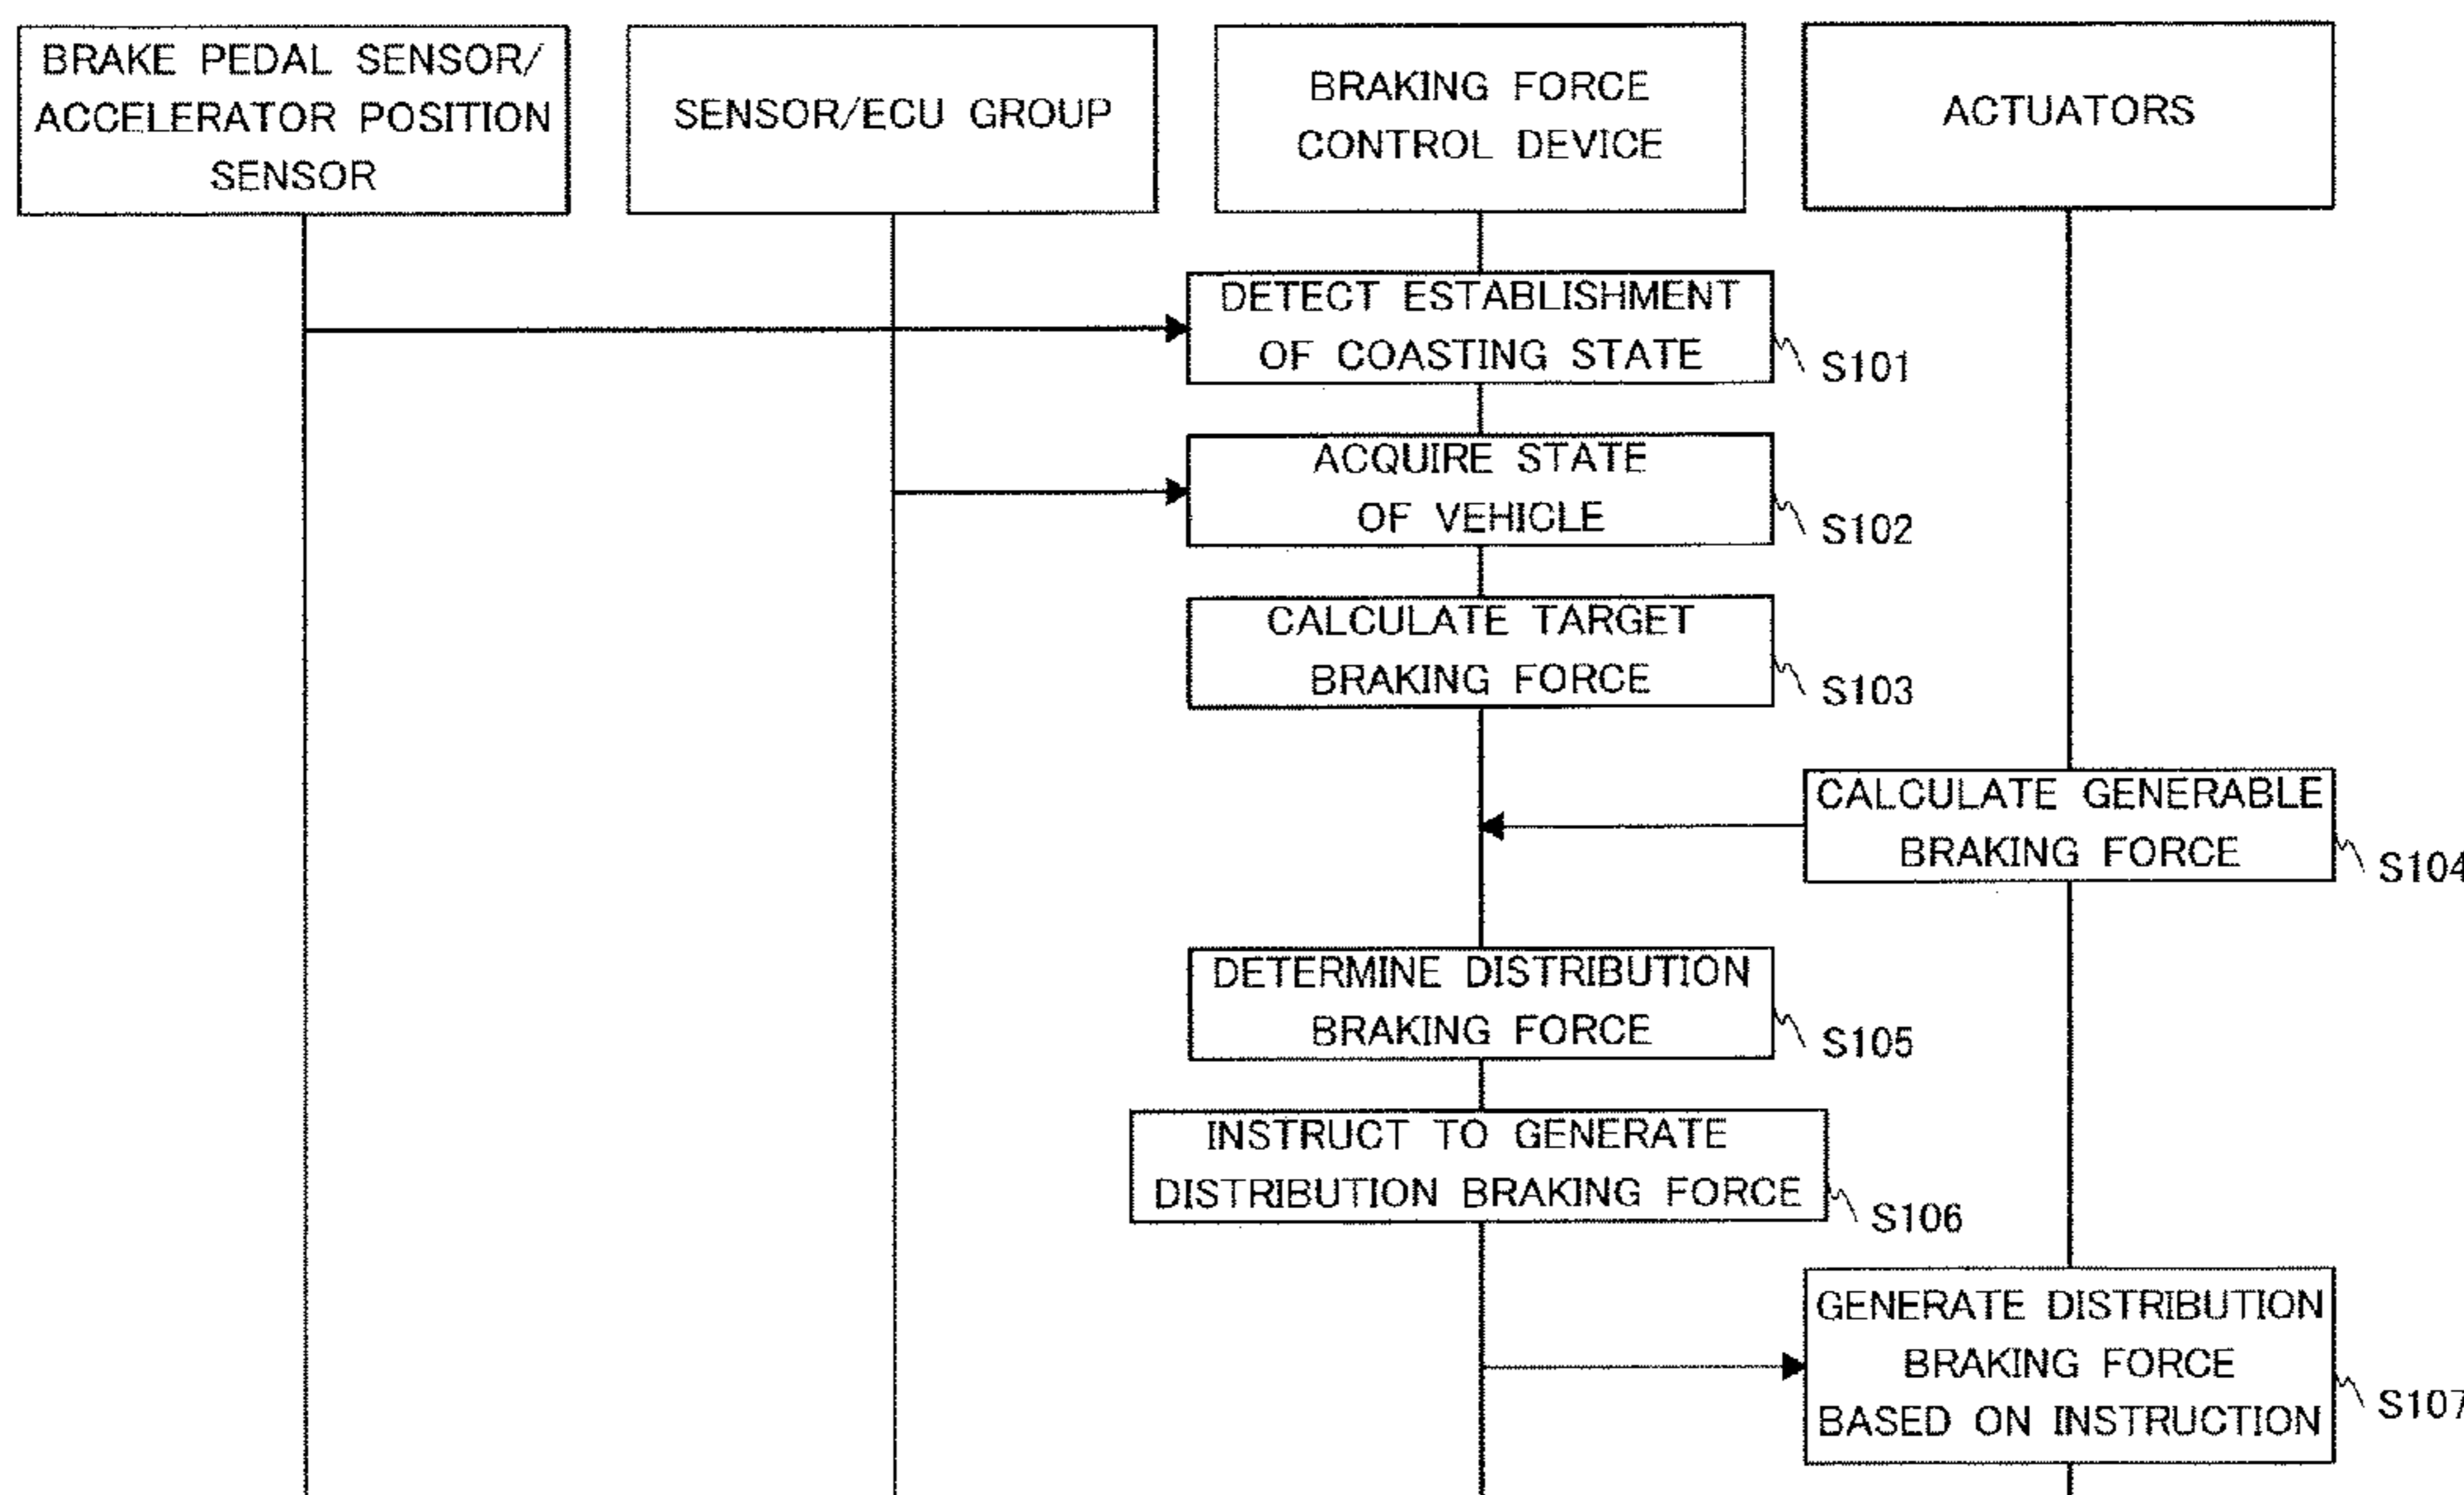 BRAKE PEDAL SENSOR/
ACCELERATOR POSITION
SENSOR
SENSOR/ECU GROUP
BRAKING FORCE
CONTROL DEVICE
ACTUATORS
DETECT ESTABLISHMENT
OF COASTING STATE
S101
ACQUIRE STATE
OF VEHICLE
S102
CALCULATE TARGET
BRAKING FORCE
S103
CALCULATE GENERABLE
BRAKING FORCE
S104
DETERMINE DISTRIBUTION
BRAKING FORCE
S105
INSTRUCT TO GENERATE
DISTRIBUTION BRAKING FORCE
S106
GENERATE DISTRIBUTION
BRAKING FORCE
BASED ON INSTRUCTION
S107